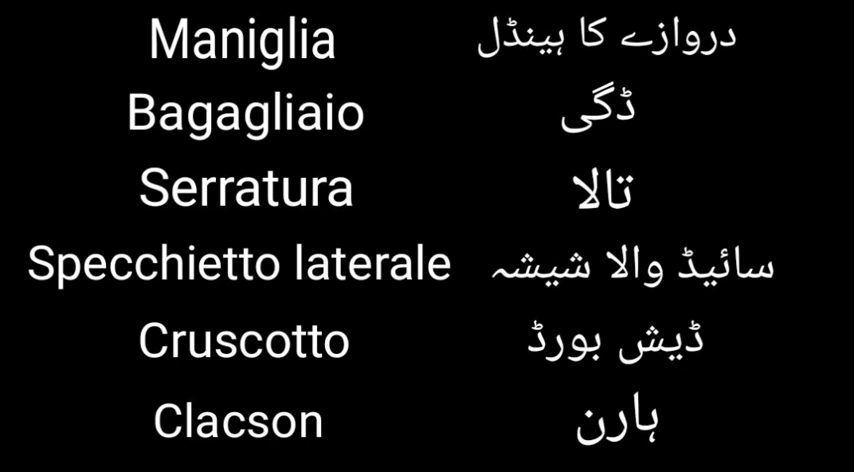 Maniglia دروازے کا ہینڈل
Bagagliaio ڈگی
Serratura تالا
Specchietto laterale سائیڈ والا شیشہ
Cruscotto ڈیش بورڈ
Clacson ہارن